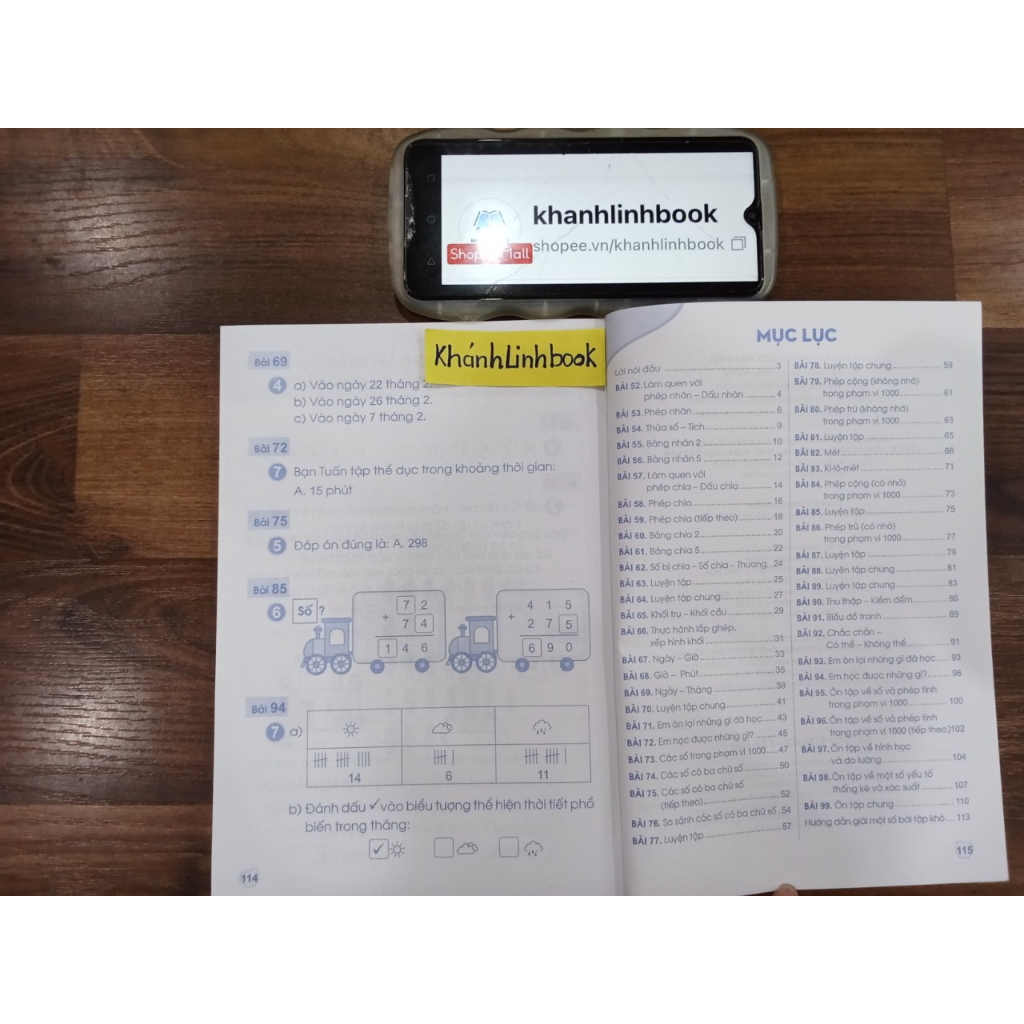 khanhlinhbook
Shopee Mall
shopee.vn/khanhlinhbook
KhánhLinhbook
Bài 69
4 a) Vào ngày 22 tháng 2.
b) Vào ngày 26 tháng 2.
c) Vào ngày 7 tháng 2.
Bài 72
7 Bạn Tuấn tập thể dục trong khoảng thời gian:
A. 15 phút
Bài 75
5 Đáp án đúng là: A. 298
Bài 85
6 Số ?
7 2
+
7 4
1 4 6
4 1 5
+
2 7 5
6 9 0
Bài 94
7 a)
14 6 11
b) Đánh dấu ✓ vào biểu tượng thể hiện thời tiết phổ
biến trong tháng:
✓
114
MỤC LỤC
Lời nói đầu ........ 3
BÀI 52. Làm quen với
phép nhân – Dấu nhân ........ 4
BÀI 53. Phép nhân ........ 6
BÀI 54. Thừa số – Tích ........ 9
BÀI 55. Bảng nhân 2 ........ 10
BÀI 56. Bảng nhân 5 ........ 12
BÀI 57. Làm quen với
phép chia – Dấu chia ........ 14
BÀI 58. Phép chia ........ 16
BÀI 59. Phép chia (tiếp theo) ........ 18
BÀI 60. Bảng chia 2 ........ 20
BÀI 61. Bảng chia 5 ........ 22
BÀI 62. Số bị chia – Số chia – Thương .. 24
BÀI 63. Luyện tập ........ 25
BÀI 64. Luyện tập chung ........ 27
BÀI 65. Khối trụ – Khối cầu ........ 29
BÀI 66. Thực hành lắp ghép,
xếp hình khối ........ 31
BÀI 67. Ngày – Giờ ........ 33
BÀI 68. Giờ – Phút ........ 35
BÀI 69. Ngày – Tháng ........ 38
BÀI 70. Luyện tập chung ........ 41
BÀI 71. Em ôn lại những gì đã học ..... 43
BÀI 72. Em học được những gì? ........ 45
BÀI 73. Các số trong phạm vi 1000 ..... 47
BÀI 74. Các số có ba chữ số ........ 50
BÀI 75. Các số có ba chữ số
(tiếp theo) ........ 52
BÀI 76. So sánh các số có ba chữ số . 54
BÀI 77. Luyện tập ........ 57
BÀI 78. Luyện tập chung ........ 59
BÀI 79. Phép cộng (không nhớ)
trong phạm vi 1000 ........ 61
BÀI 80. Phép trừ (không nhớ)
trong phạm vi 1000 ........ 63
BÀI 81. Luyện tập ........ 65
BÀI 82. Mét ........ 68
BÀI 83. Ki-lô-mét ........ 71
BÀI 84. Phép cộng (có nhớ)
trong phạm vi 1000 ........ 73
BÀI 85. Luyện tập ........ 75
BÀI 86. Phép trừ (có nhớ)
trong phạm vi 1000 ........ 77
BÀI 87. Luyện tập ........ 79
BÀI 88. Luyện tập chung ........ 81
BÀI 89. Luyện tập chung ........ 83
BÀI 90. Thu thập – Kiểm đếm ........ 86
BÀI 91. Biểu đồ tranh ........ 89
BÀI 92. Chắc chắn –
Có thể – Không thể ........ 91
BÀI 93. Em ôn lại những gì đã học ..... 93
BÀI 94. Em học được những gì? ........ 96
BÀI 95. Ôn tập về số và phép tính
trong phạm vi 1000 ........ 100
BÀI 96. Ôn tập về số và phép tính
trong phạm vi 1000 (tiếp theo)102
BÀI 97. Ôn tập về hình học
và đo lường ........ 104
BÀI 98. Ôn tập về một số yếu tố
thống kê và xác suất ........ 107
BÀI 99. Ôn tập chung ........ 110
Hướng dẫn giải một số bài tập khó .... 113
115